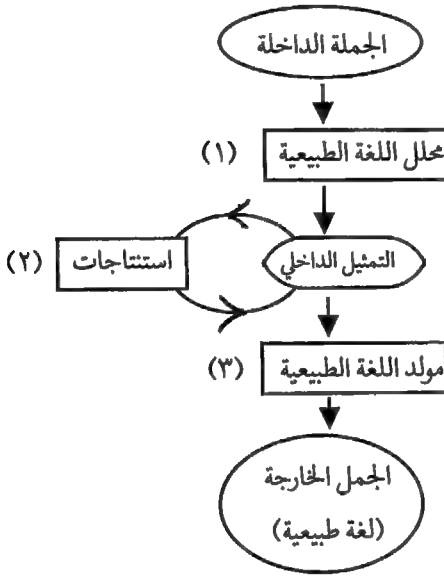 الجملة الداخلة
محلل اللغة الطبيعية (١)
التمثيل الداخلي
استنتاجات (٢)
مولد اللغة الطبيعية (٣)
الجمل الخارجة
(لغة طبيعية)